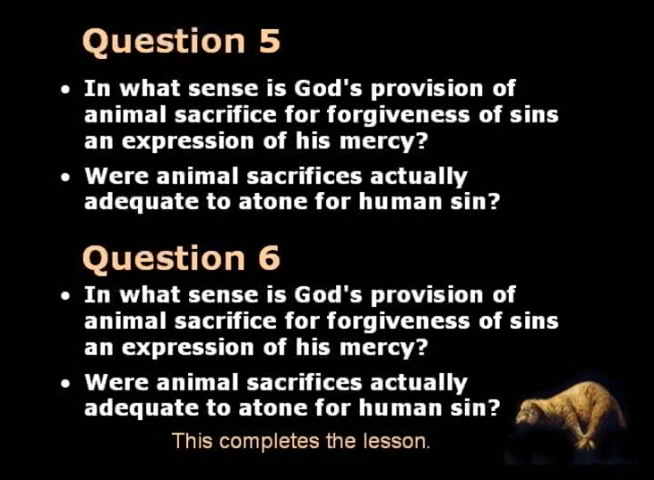 Question 5
• In what sense is God's provision of
animal sacrifice for forgiveness of sins
an expression of his mercy?
• Were animal sacrifices actually
adequate to atone for human sin?
Question 6
• In what sense is God's provision of
animal sacrifice for forgiveness of sins
an expression of his mercy?
• Were animal sacrifices actually
adequate to atone for human sin?
This completes the lesson.